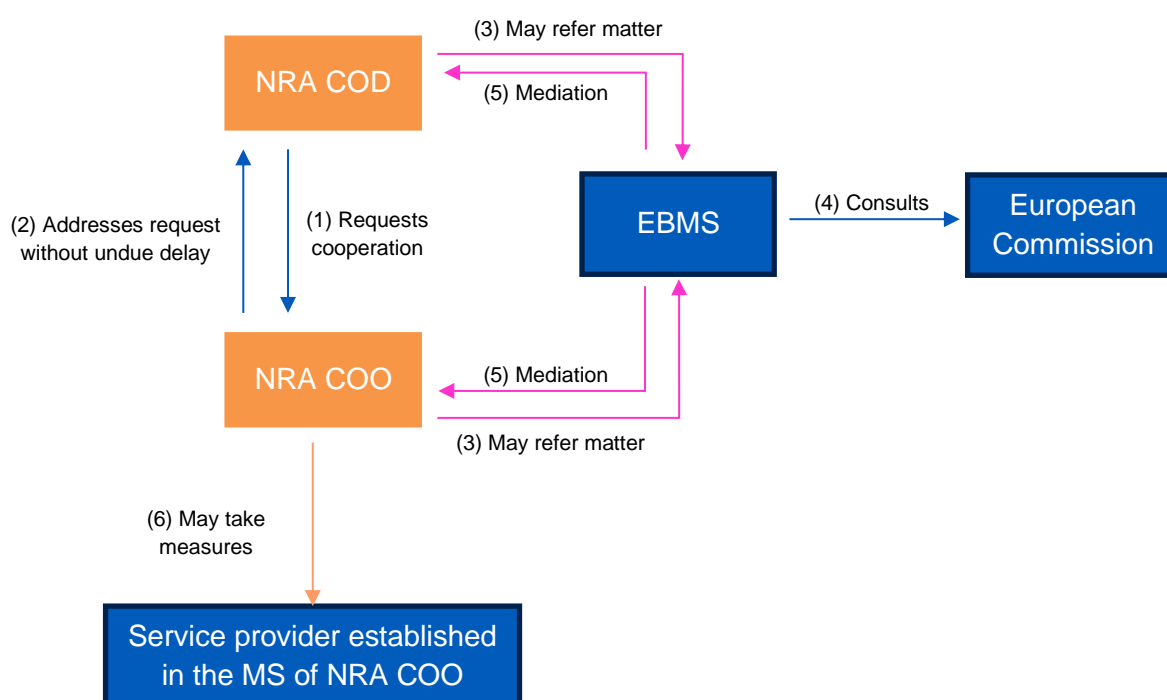 (3) May refer matter
NRA COD
(5) Mediation
(2) Addresses request
without undue delay
(1) Requests
cooperation
EBMS
(4) Consults
European
Commission
NRA COO
(5) Mediation
(3) May refer matter
(6) May take
measures
Service provider established
in the MS of NRA COO